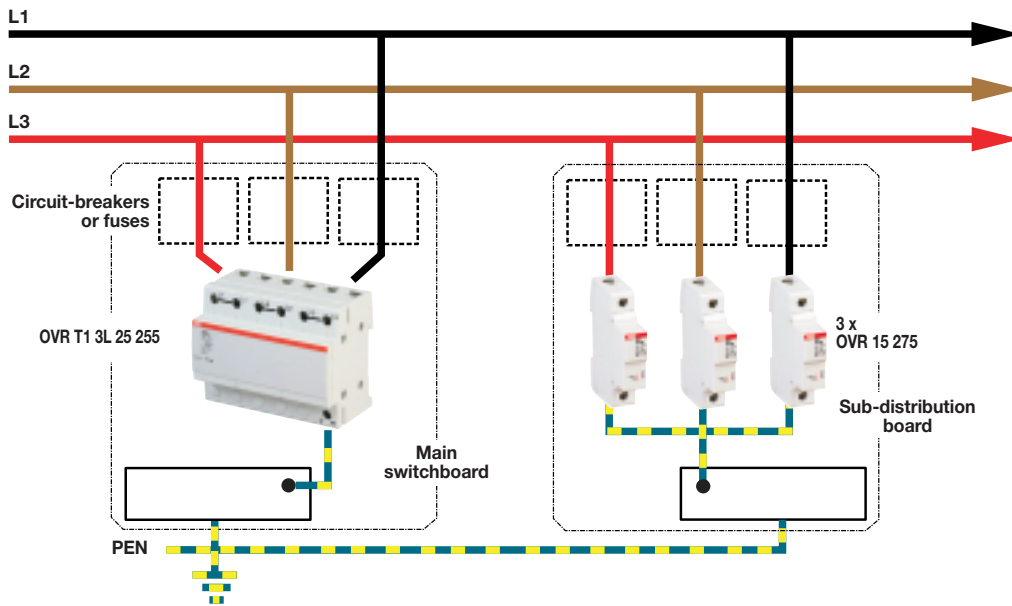 L1
L2
L3
Circuit-breakers
or fuses
OVR T1 3L 25 255
3 x
OVR 15 275
Sub-distribution
board
Main
switchboard
PEN